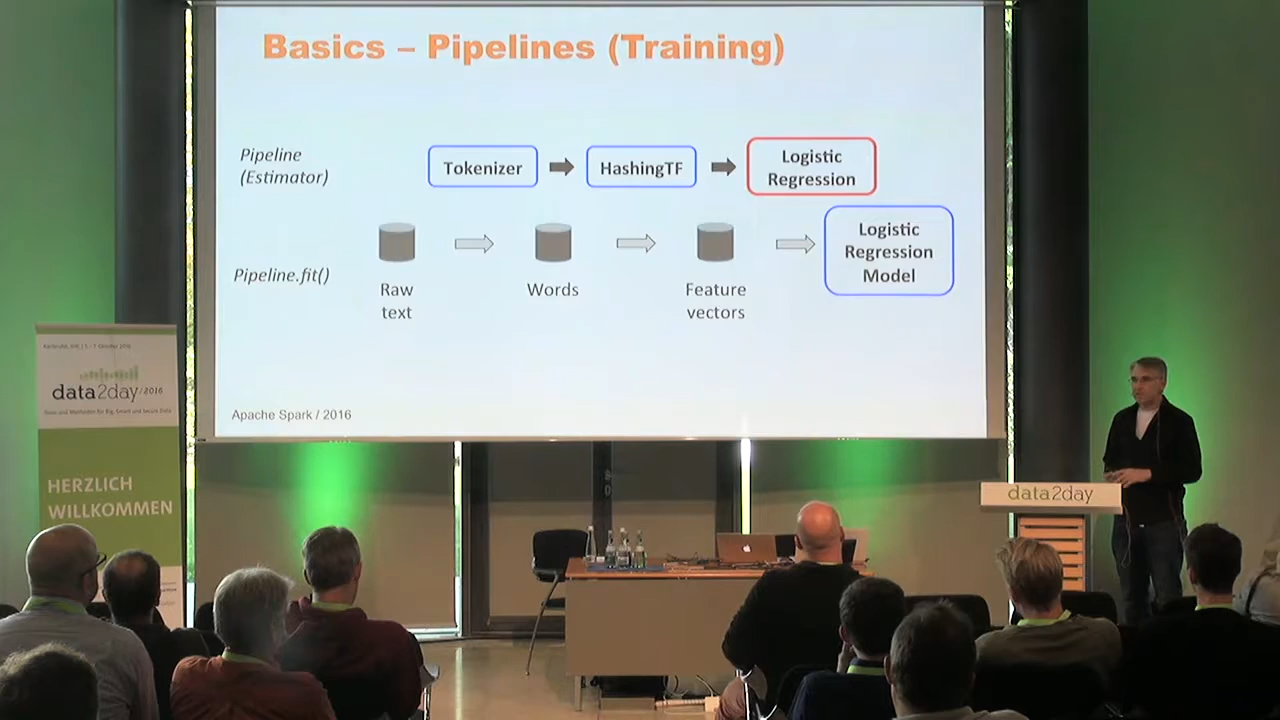 Basics – Pipelines (Training)
Pipeline
(Estimator)
Tokenizer
HashingTF
Logistic
Regression
Pipeline.fit()
Raw
text
Words
Feature
vectors
Logistic
Regression
Model
Apache Spark / 2016
data2day/2016
HERZLICH
WILLKOMMEN
data2day